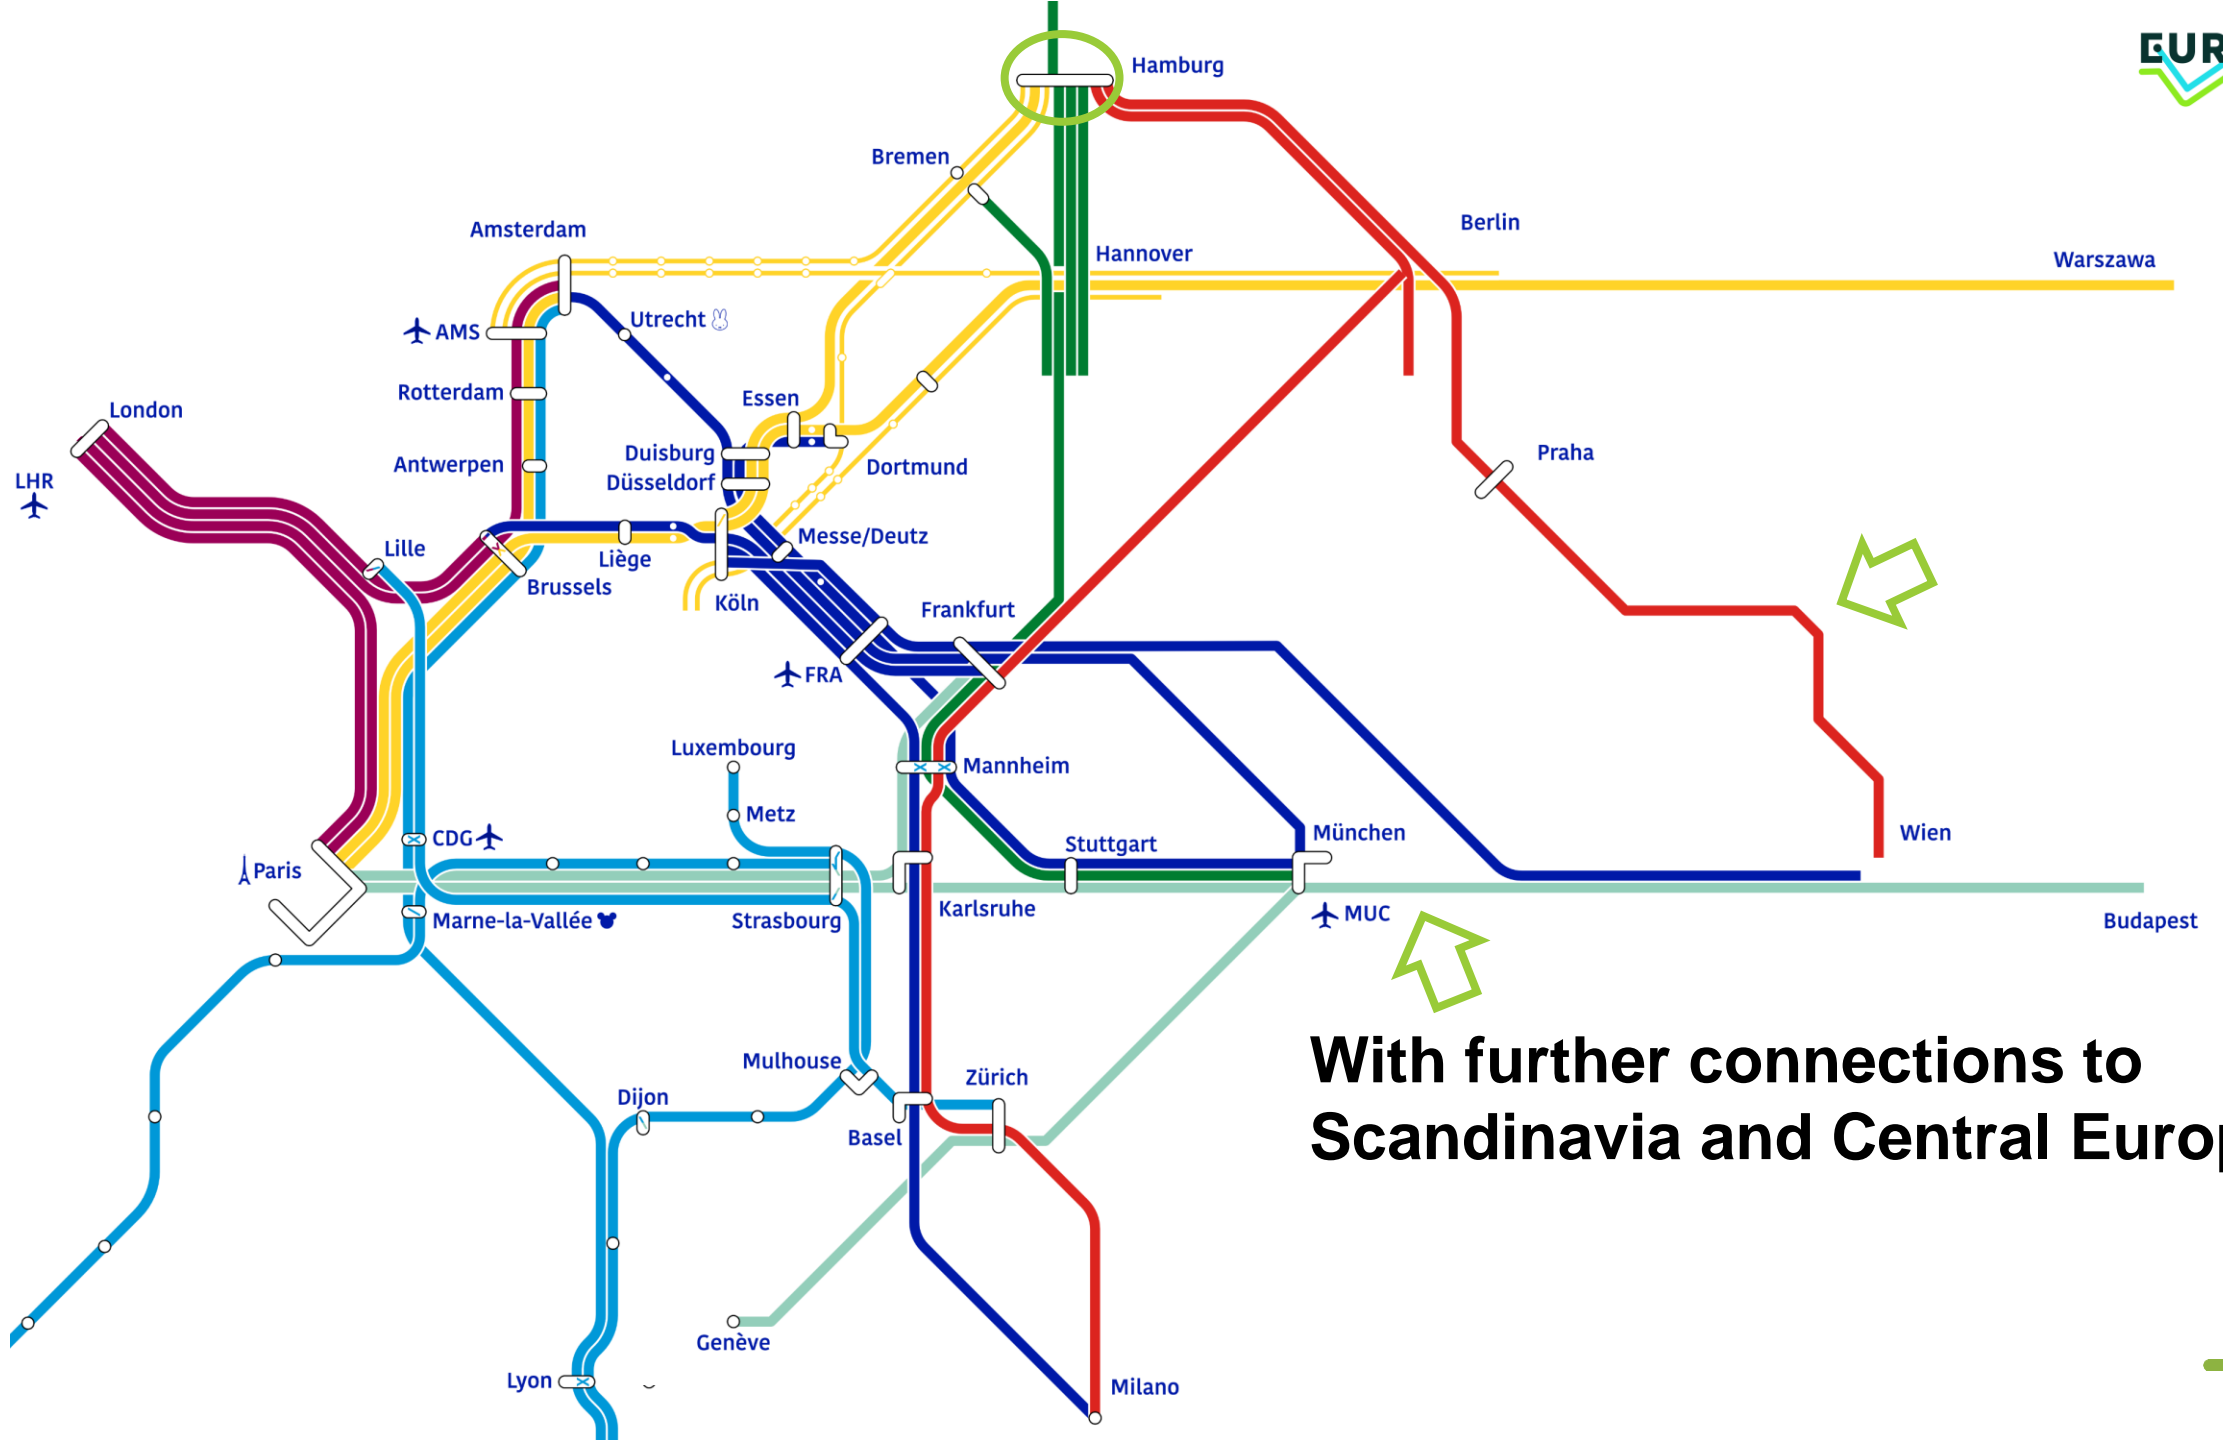 Hamburg
EUR
Bremen
Berlin
Amsterdam
Hannover
Warszawa
Utrecht
AMS
Rotterdam
Essen
London
Duisburg
Praha
Antwerpen
Dortmund
LHR
Düsseldorf
Messe/Deutz
Lille
Liège
Brussels
Köln
Frankfurt
FRA
Luxembourg
Mannheim
Metz
CDG
München
Wien
Stuttgart
Paris
Karlsruhe
MUC
Marne-la-Vallée
Strasbourg
Budapest
With further connections to
Scandinavia and Central Euro
Mulhouse
Zürich
Dijon
Basel
Genève
Lyon
Milano